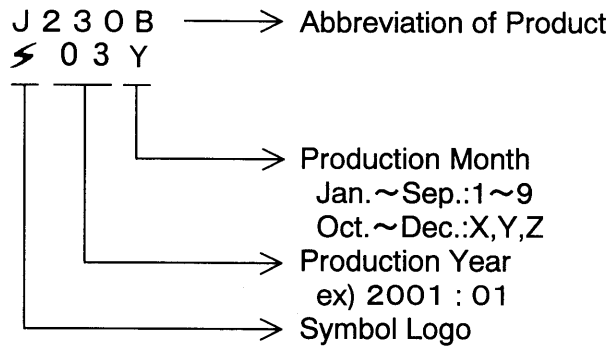 J230B Abbreviation of Product
03 Y
Production Month
Jan.~Sep.:1~9
Oct.~Dec.:X,Y,Z
Production Year
ex) 2001 : 01
Symbol Logo